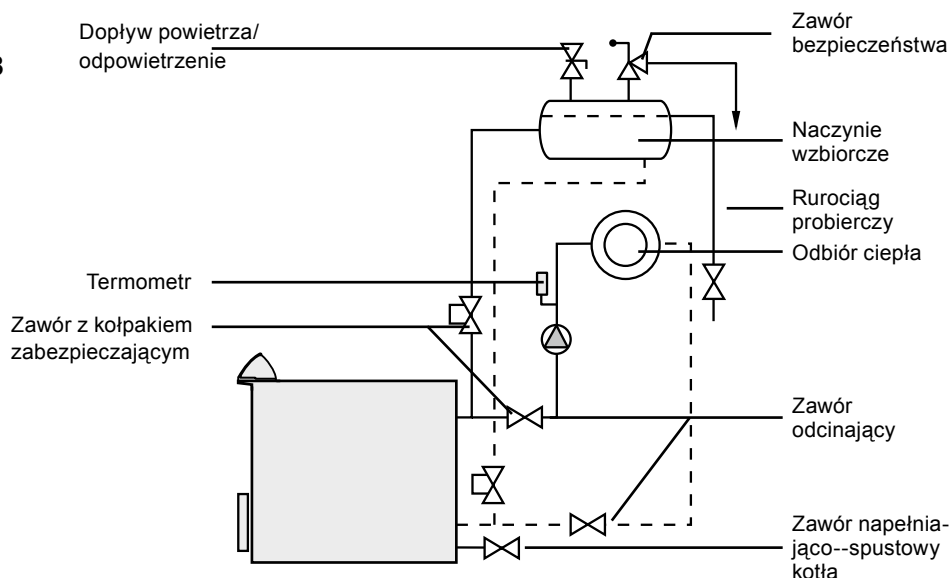 Dopływ powietrza/
odpowietrzenie
3
Zawór
bezpieczeństwa
Naczynie
wzbiorcze
Rurociąg
probierczy
Odbiór ciepła
Termometr
Zawór z kołpakiem
zabezpieczającym
Zawór
odcinający
Zawór napełnia-
jąco--spustowy
kotła